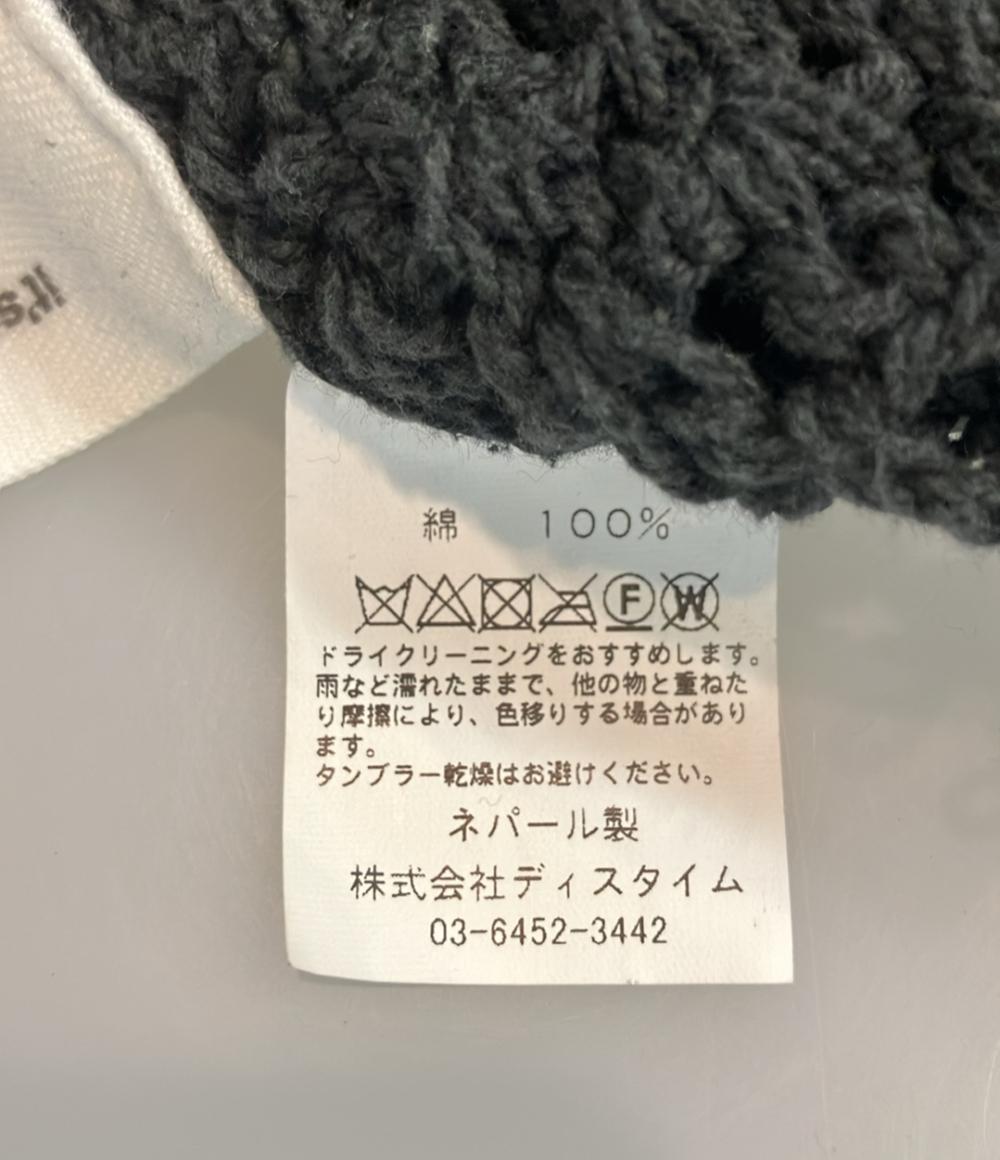 it's
綿 100%
F W
ドライクリーニングをおすすめします。
雨など濡れたままで、他の物と重ねた
り摩擦により、色移りする場合があり
ます。
タンブラー乾燥はお避けください。
ネパール製
株式会社ディスタイム
03-6452-3442